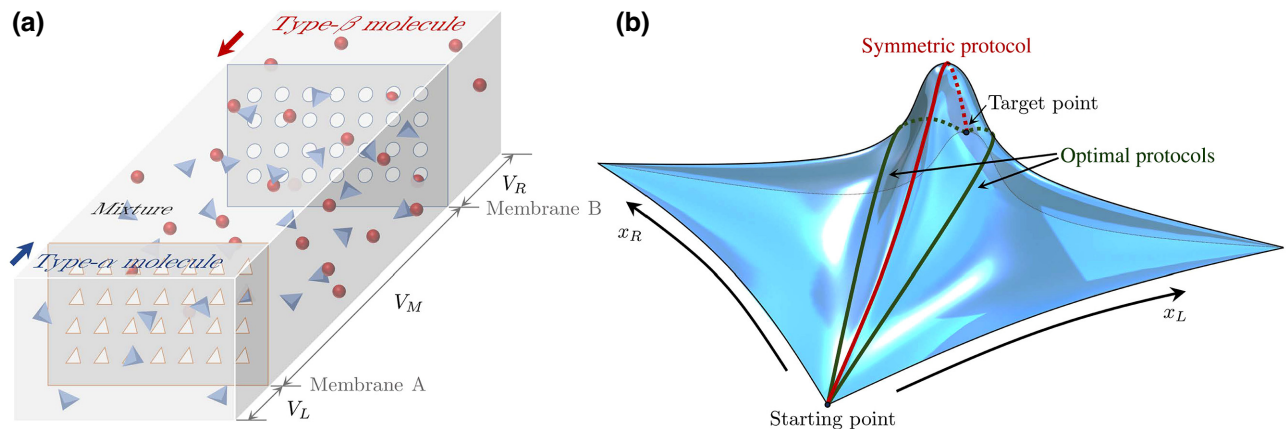 (a)
Type-β molecule
Mixture
Type-α molecule
V_R
Membrane B
V_M
Membrane A
V_L
(b)
Symmetric protocol
Target point
Optimal protocols
x_R
x_L
Starting point